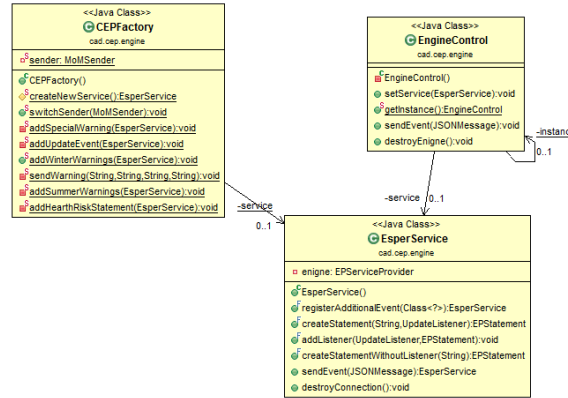 <<Java Class>>
CEPFactory
cad.cep.engine
sender: MoMSender
CEPFactory()
createNewService():EsperService
switchSender(MoMSender):void
addSpecialWarning(EsperService):void
addUpdateEvent(EsperService):void
addWinterWarnings(EsperService):void
sendWarning(String,String,String,String):void
addSummerWarnings(EsperService):void
addHearthRiskStatement(EsperService):void
<<Java Class>>
EngineControl
cad.cep.engine
EngineControl()
setService(EsperService):void
getInstance():EngineControl
sendEvent(JSONMessage):void
destroyEnigne():void
-instanc
0..1
-service
0..1
-service
0..1
<<Java Class>>
EsperService
cad.cep.engine
enigne: EPServiceProvider
EsperService()
registerAdditionalEvent(Class<?>):EsperService
createStatement(String,UpdateListener):EPStatement
addListener(UpdateListener,EPStatement):void
createStatementWithoutListener(String):EPStatement
sendEvent(JSONMessage):EsperService
destroyConnection():void